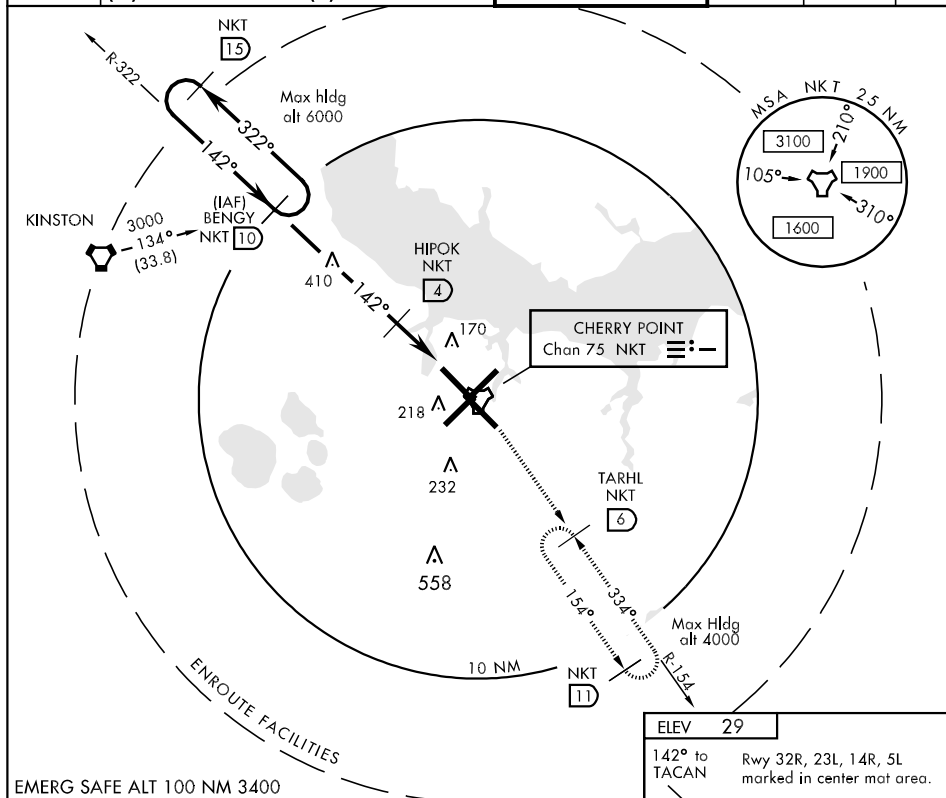 NKT
15
R-322
Max hldg
alt 6000
322°
142°
MSA NKT 25 NM
3100
210°
105°
1900
310°
1600
KINSTON
3000
134°
(33.8)
(IAF)
BENGY
NKT 10
410
142°
HIPOK
NKT
4
170
CHERRY POINT
Chan 75 NKT
218
232
558
TARHL
NKT
6
154°
334°
Max Hldg
alt 4000
R-154
10 NM
NKT
11
ENROUTE FACILITIES
ELEV 29
142° to
TACAN
Rwy 32R, 23L, 14R, 5L
marked in center mat area.
EMERG SAFE ALT 100 NM 3400